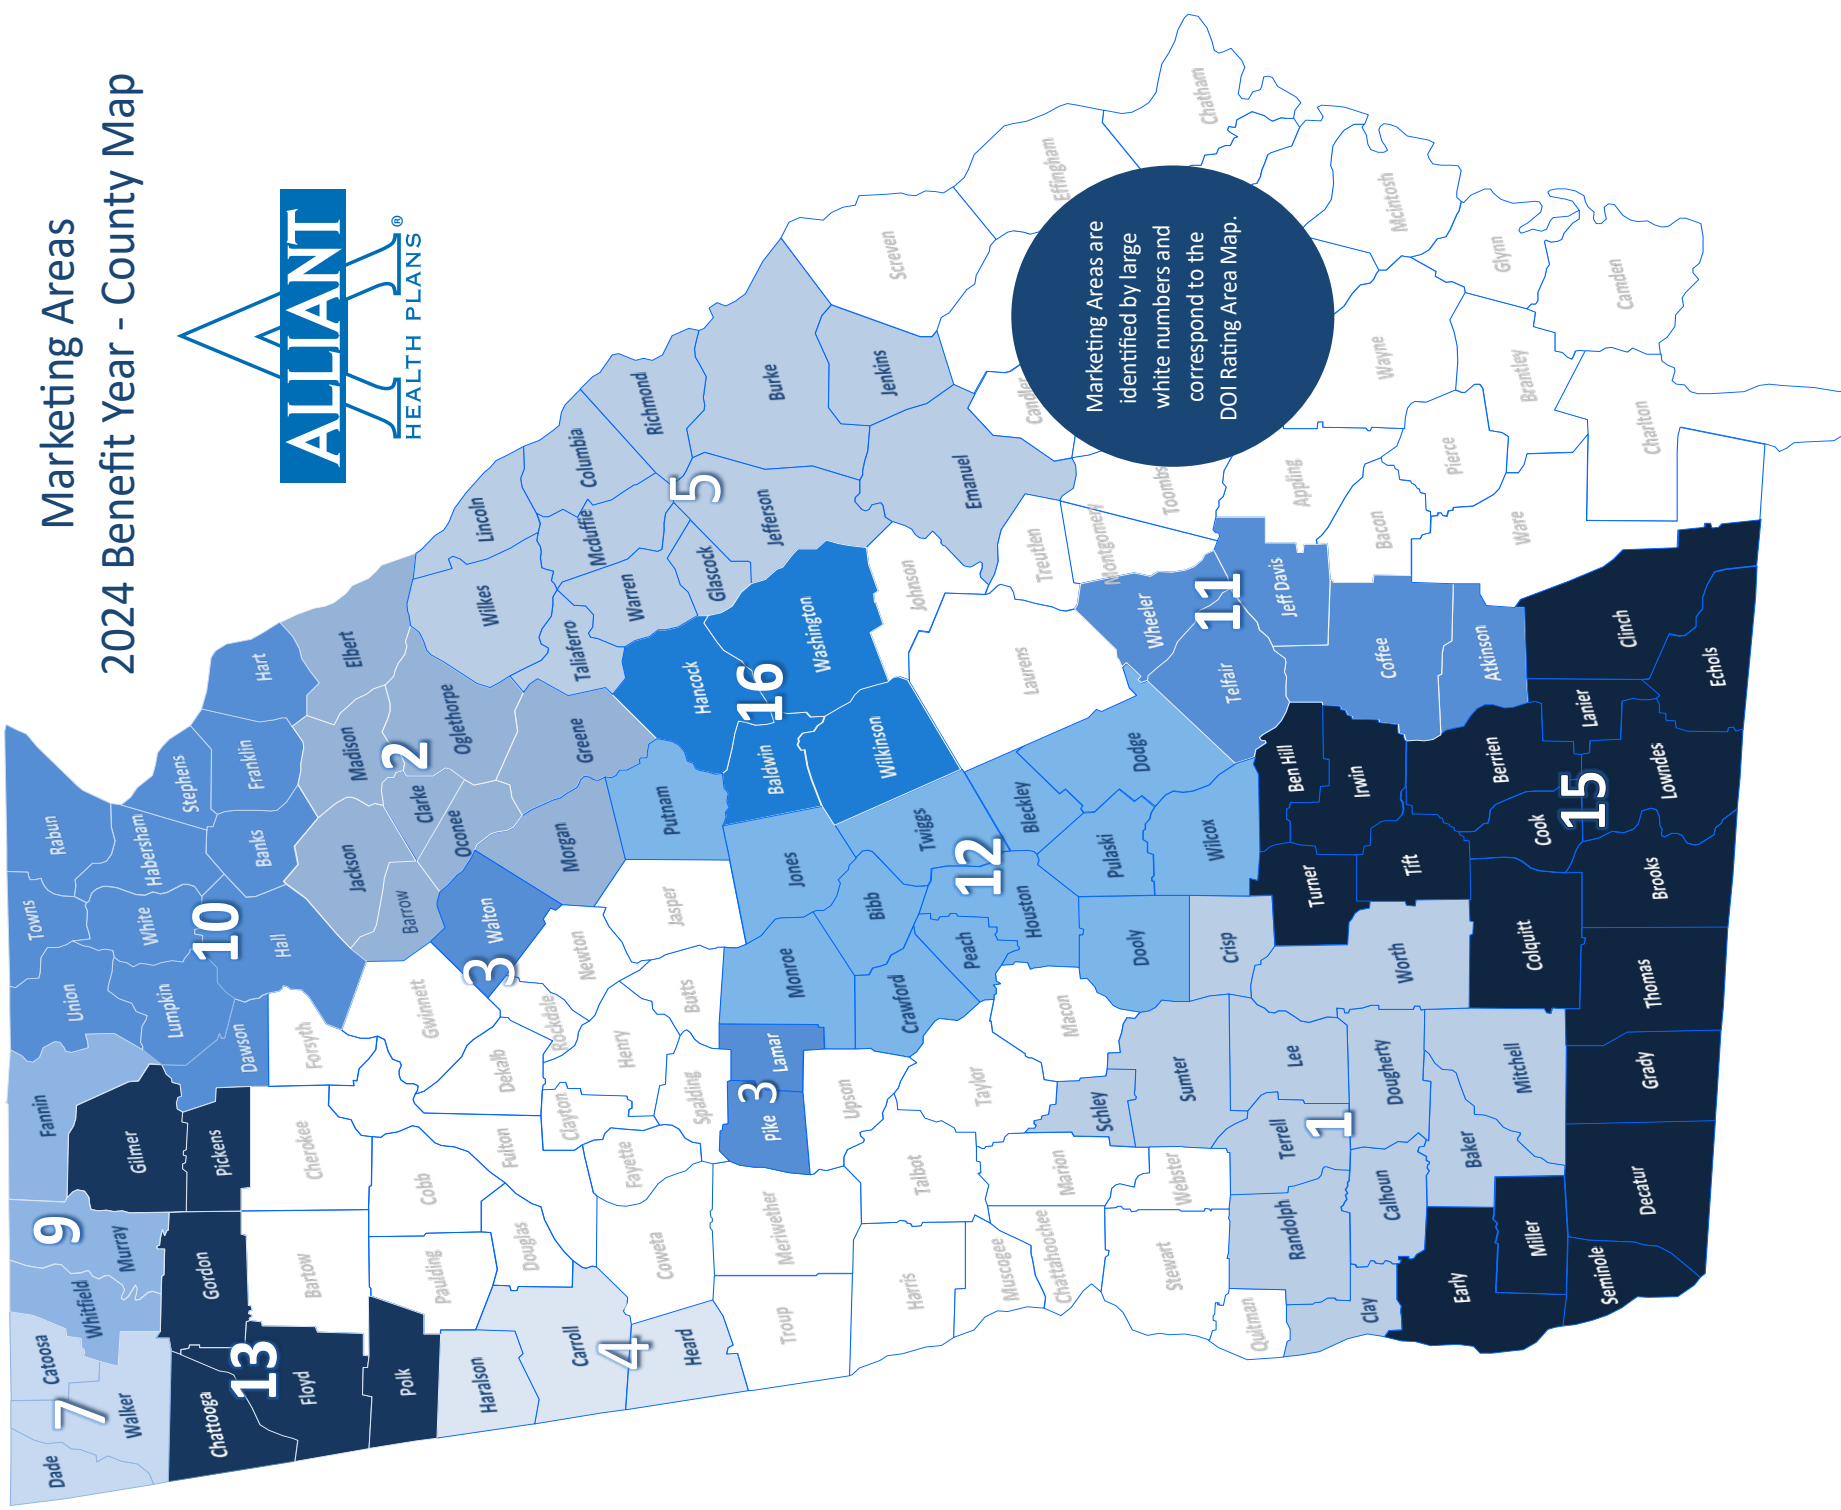 Marketing Areas
2024 Benefit Year - County Map
ALLIANT
HEALTH PLANS®
Marketing Areas are
identified by large
white numbers and
correspond to the
DOI Rating Area Map.
Dade
Catoosa
7
Walker
Whitfield
9
Murray
Fannin
Gilmer
Pickens
Gordon
Chattooga
13
Floyd
Polk
Union
Towns
Rabun
Lumpkin
White
Habersham
Stephens
Dawson
10
Hall
Banks
Franklin
Hart
Forsyth
Cherokee
Bartow
Jackson
Madison
Elbert
Barrow
Clarke
2
Oglethorpe
Oconee
Walton
3
Morgan
Greene
Gwinnett
Cobb
Paulding
Haralson
Carroll
4
Heard
Douglas
Fulton
Dekalb
Rockdale
Newton
Clayton
Henry
Fayette
Coweta
Spalding
Butts
Jasper
Putnam
Wilkes
Lincoln
Taliaferro
Mcduffie
Columbia
Warren
Richmond
Glascock
5
Jefferson
Burke
Jenkins
Screven
Emanuel
Hancock
16
Washington
Baldwin
Wilkinson
Johnson
Troup
Meriwether
Pike
3
Lamar
Monroe
Jones
Upson
Bibb
Twiggs
Crawford
Peach
12
Houston
Bleckley
Pulaski
Dodge
Dooly
Wilcox
Laurens
Treutlen
Montgomery
Toombs
Candler
Effingham
Chatham
Harris
Talbot
Taylor
Macon
Muscogee
Chattahoochee
Marion
Schley
Sumter
Webster
Stewart
Crisp
Quitman
Randolph
Terrell
Lee
1
Worth
Clay
Calhoun
Dougherty
Baker
Mitchell
Wheeler
11
Telfair
Jeff Davis
Coffee
Atkinson
Appling
Bacon
Pierce
Wayne
Mcintosh
Glynn
Brantley
Camden
Charlton
Ware
Turner
Ben Hill
Irwin
Tift
Berrien
Cook
15
Lanier
Clinch
Echols
Lowndes
Colquitt
Brooks
Thomas
Grady
Decatur
Early
Miller
Seminole